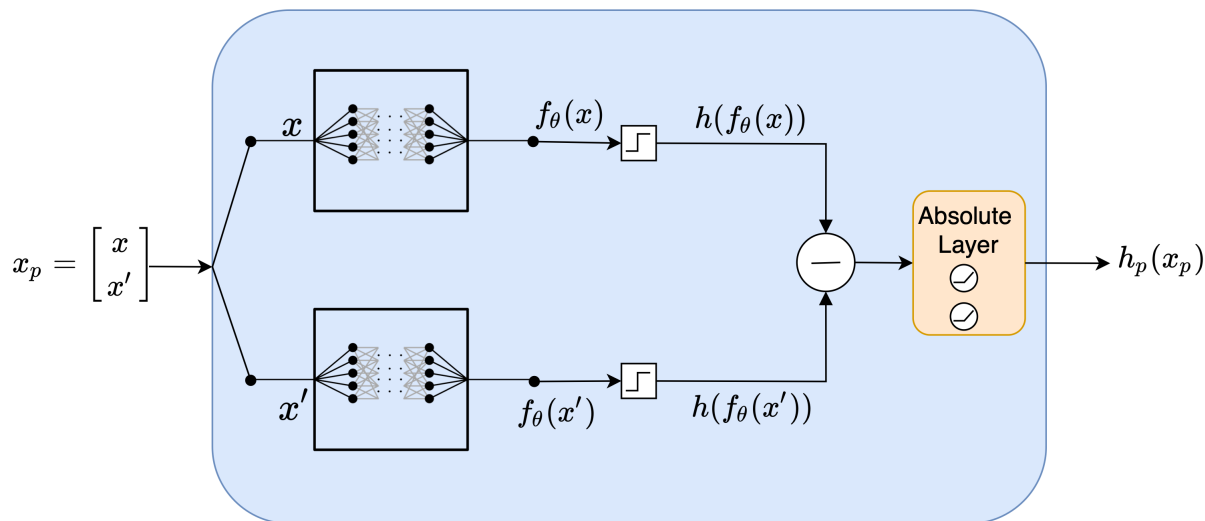 x_p = [x x′]
x
f_θ(x)
h(f_θ(x))
Absolute
Layer
h_p(x_p)
x′
f_θ(x′)
h(f_θ(x′))